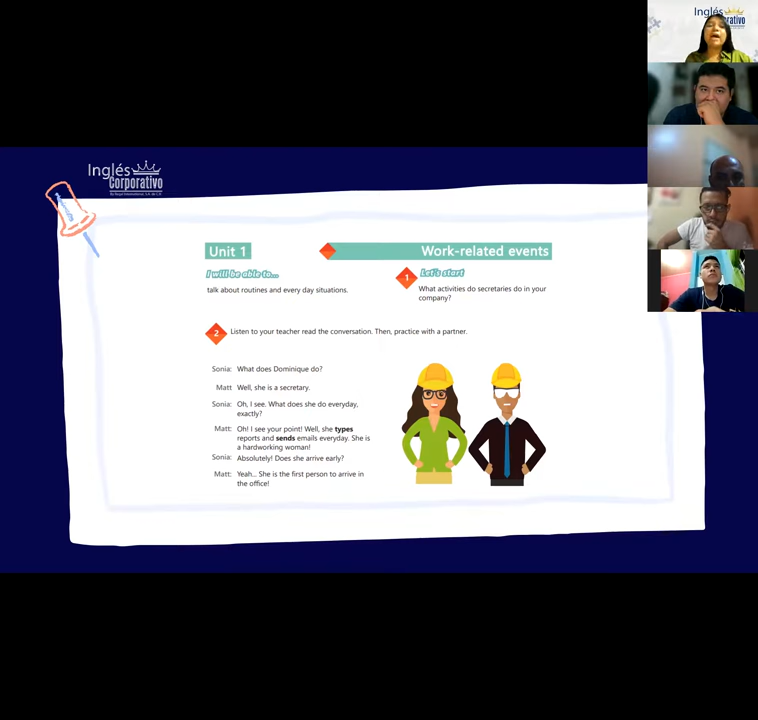 Inglés
Corporativo
Inglés
Unit 1
Work-related events
I will be able to...
talk about routines and every day situations.
1
Let's start
What activities do secretaries do in your
company?
2
Listen to your teacher read the conversation. Then, practice with a partner.
Sonia: What does Dominique do?
Matt Well, she is a secretary.
Sonia: Oh, I see. What does she do everyday,
exactly?
Matt: Oh! I see your point! Well, she types
reports and sends emails everyday. She is
a hardworking woman!
Sonia: Absolutely! Does she arrive early?
Matt: Yeah... She is the first person to arrive in
the office!